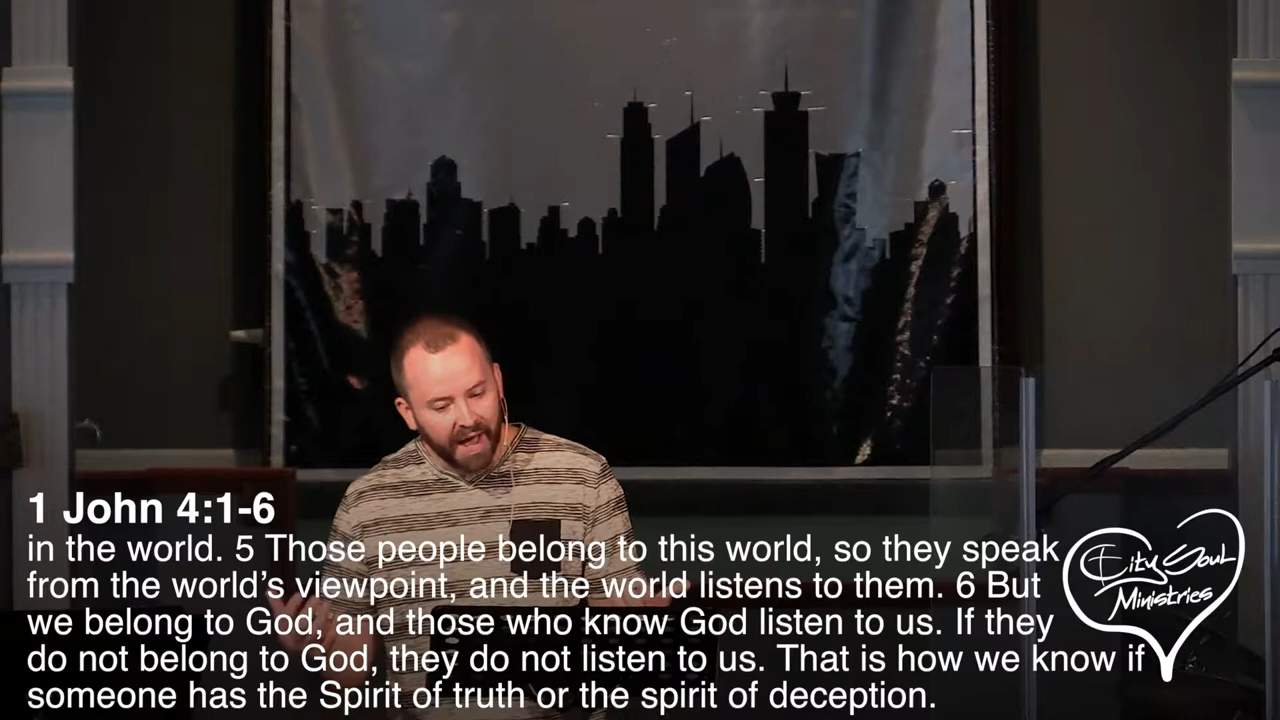 1 John 4:1-6
in the world. 5 Those people belong to this world, so they speak
from the world’s viewpoint, and the world listens to them. 6 But
we belong to God, and those who know God listen to us. If they
do not belong to God, they do not listen to us. That is how we know if
someone has the Spirit of truth or the spirit of deception.
City Soul
Ministries